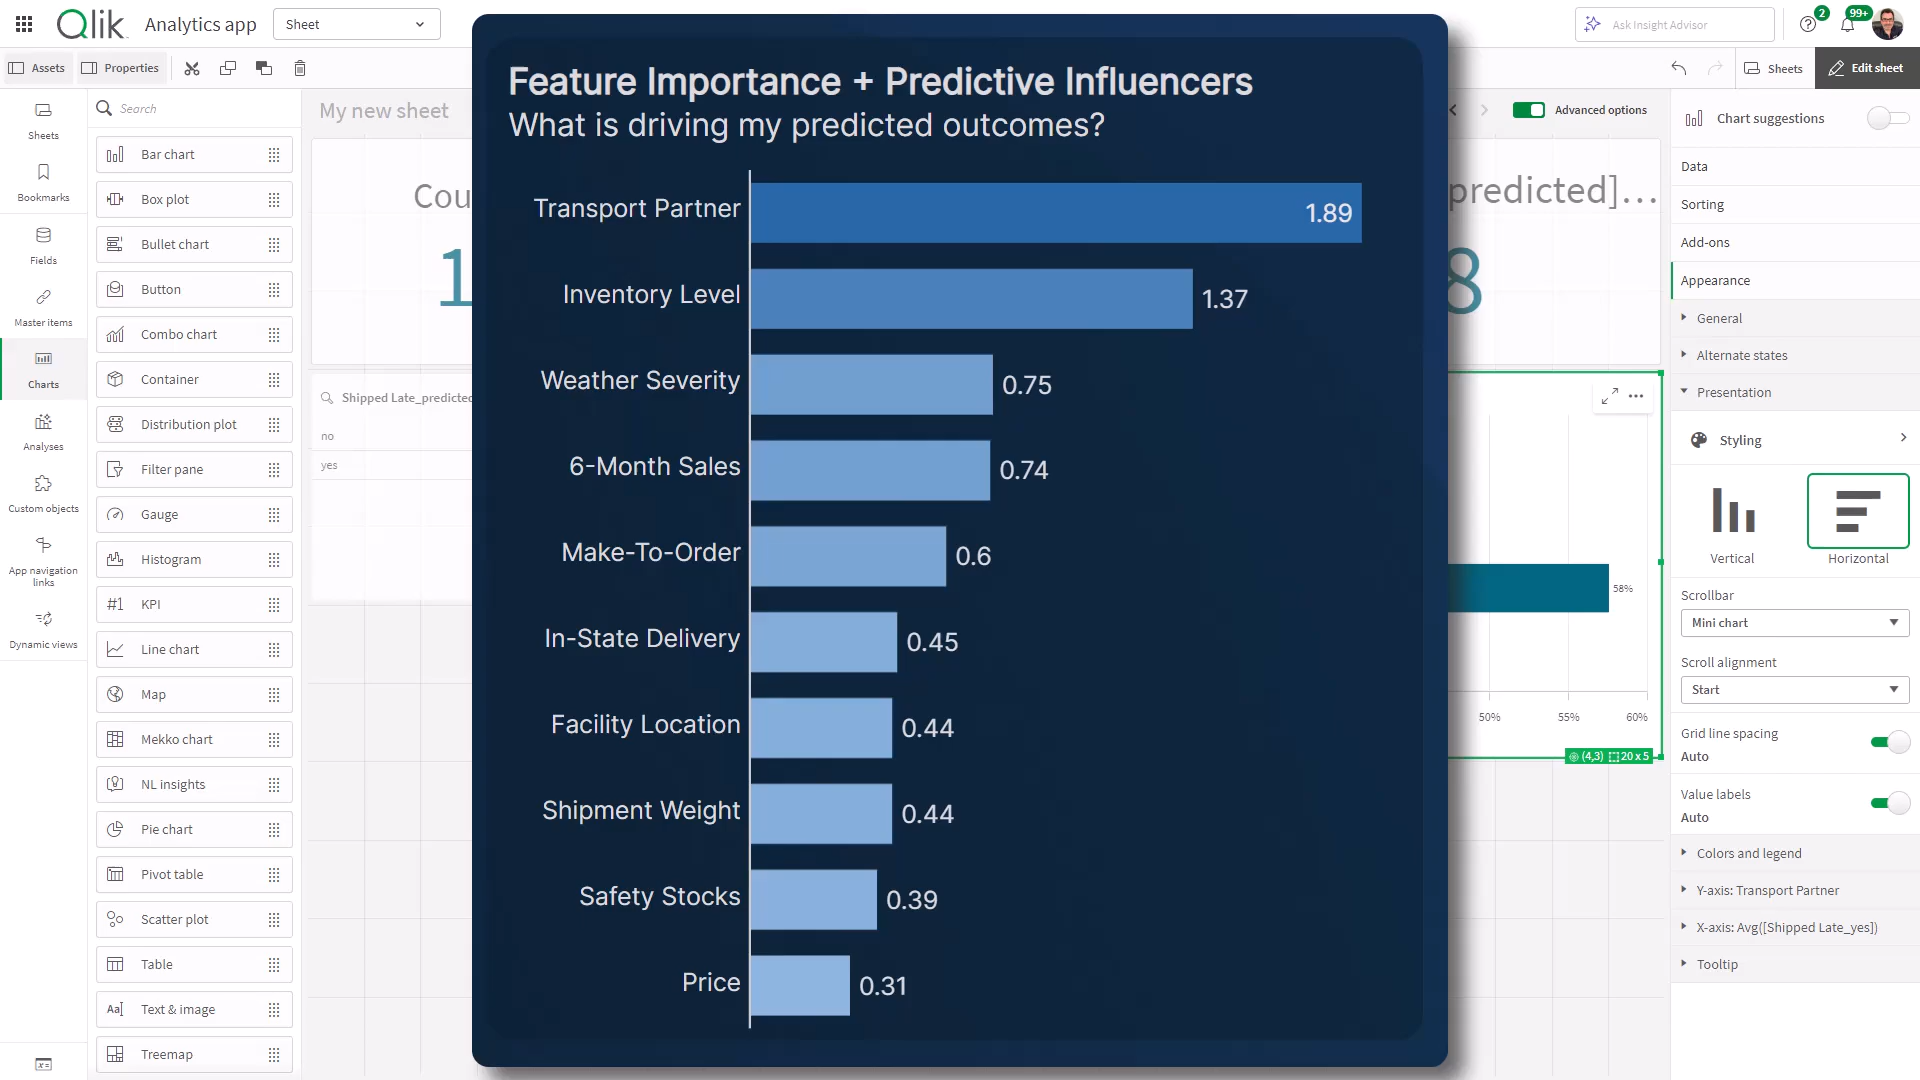 Qlik
Analytics app
Sheet
Ask Insight Advisor
2
99+
Assets
Properties
Sheets
Edit sheet
Search
My new sheet
Advanced options
Sheets
Bookmarks
Fields
Master items
Charts
Analyses
Custom objects
App navigation
links
Dynamic views
Bar chart
Box plot
Bullet chart
Button
Combo chart
Container
Distribution plot
Filter pane
Gauge
Histogram
#1 KPI
Line chart
Map
Mekko chart
NL insights
Pie chart
Pivot table
Scatter plot
Table
Text & image
Treemap
Cou
1
Shipped Late_predicted
no
yes
Feature Importance + Predictive Influencers
What is driving my predicted outcomes?
Transport Partner 1.89
Inventory Level 1.37
Weather Severity 0.75
6-Month Sales 0.74
Make-To-Order 0.6
In-State Delivery 0.45
Facility Location 0.44
Shipment Weight 0.44
Safety Stocks 0.39
Price 0.31
predicted]...
8
58%
50% 55% 60%
(4,3) 20 x 5
Chart suggestions
Data
Sorting
Add-ons
Appearance
General
Alternate states
Presentation
Styling
Vertical
Horizontal
Scrollbar
Mini chart
Scroll alignment
Start
Grid line spacing
Auto
Value labels
Auto
Colors and legend
Y-axis: Transport Partner
X-axis: Avg([Shipped Late_yes])
Tooltip